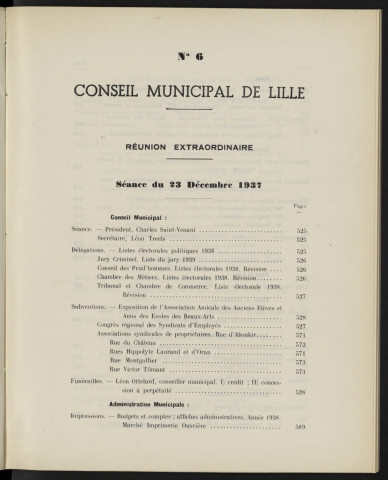 N° 6
CONSEIL MUNICIPAL DE LILLE
RÉUNION EXTRAORDINAIRE
Séance du 23 Décembre 1937
Pages
Conseil Municipal :
Séance. — Président, Charles Saint-Venant 525
Secrétaire, Léon Treels 525
Délégations. — Listes électorales politiques 1938 525
Jury Criminel. Liste du jury 1939 526
Conseil des Prud'hommes. Listes électorales 1938. Révision 526
Chambre des Métiers. Listes électorales 1938. Révision 526
Tribunal et Chambre de Commerce. Liste électorale 1938.
Révision 527
Subventions. — Exposition de l'Association Amicale des Anciens Elèves et
Amis des Ecoles des Beaux-Arts 528
Congrès régional des Syndicats d'Employés 527
Associations syndicales de propriétaires. Rue d'Aboukir 571
Rue du Château 572
Rues Hippolyte Laurand et d'Oran 571
Rue Montgolfier 573
Rue Victor Tilmant 573
Funérailles. — Léon Ottelard, conseiller municipal. I) crédit ; II) conces-
sion à perpétuité 528
Administration Municipale :
Impressions. — Budgets et comptes ; affiches administratives. Année 1938.
Marché Imprimerie Ouvrière 569